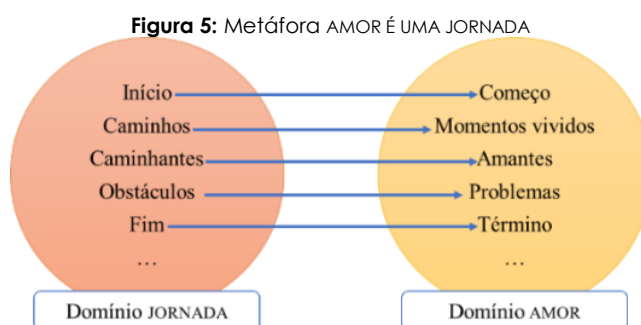 Figura 5: Metáfora AMOR É UMA JORNADA
Início Começo
Caminhos Momentos vividos
Caminhantes Amantes
Obstáculos Problemas
Fim Término
... ...
Domínio JORNADA Domínio AMOR